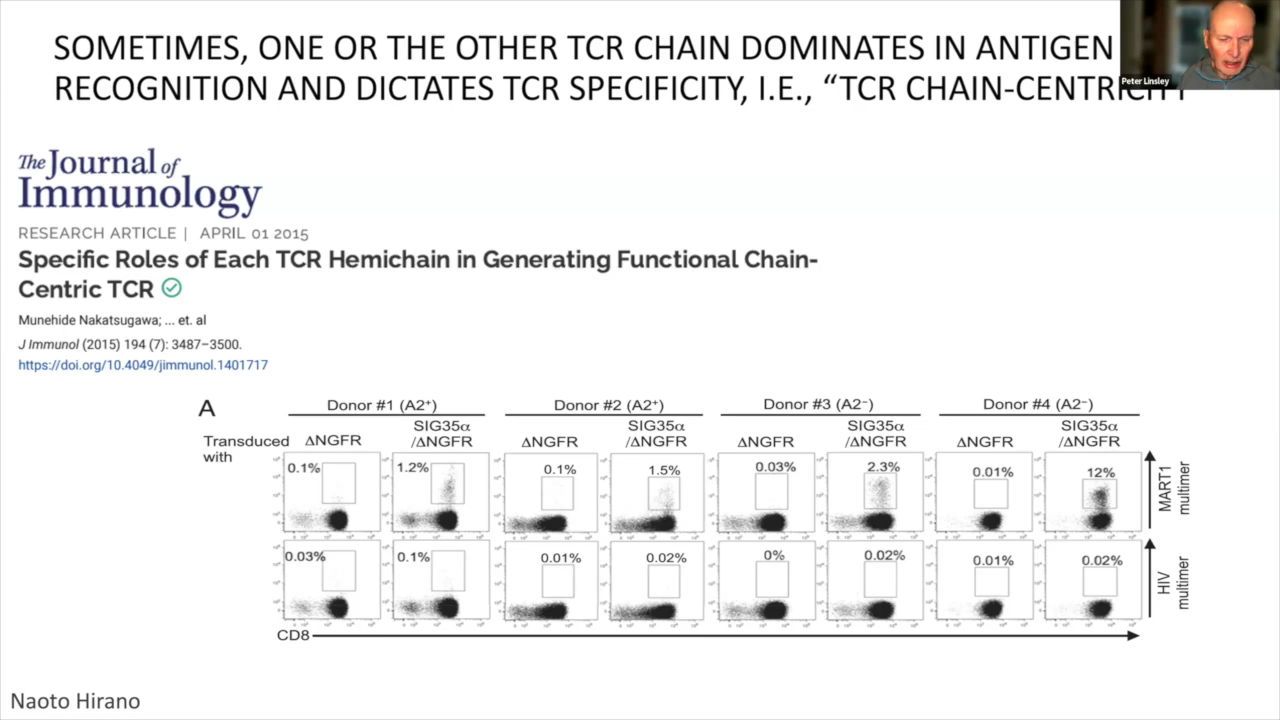 SOMETIMES, ONE OR THE OTHER TCR CHAIN DOMINATES IN ANTIGEN
RECOGNITION AND DICTATES TCR SPECIFICITY, I.E., “TCR CHAIN-CENTRICITY
Peter Linsley
The Journal of
Immunology
RESEARCH ARTICLE | APRIL 01 2015
Specific Roles of Each TCR Hemichain in Generating Functional Chain-
Centric TCR
Munehide Nakatsugawa; ... et. al
J Immunol (2015) 194 (7): 3487–3500.
https://doi.org/10.4049/jimmunol.1401717
A
Donor #1 (A2+) Donor #2 (A2+) Donor #3 (A2−) Donor #4 (A2−)
Transduced with
ΔNGFR SIG35α/ΔNGFR ΔNGFR SIG35α/ΔNGFR ΔNGFR SIG35α/ΔNGFR ΔNGFR SIG35α/ΔNGFR
0.1% 1.2% 0.1% 1.5% 0.03% 2.3% 0.01% 12%
MART1 multimer
0.03% 0.1% 0.01% 0.02% 0% 0.02% 0.01% 0.02%
HIV multimer
CD8
Naoto Hirano